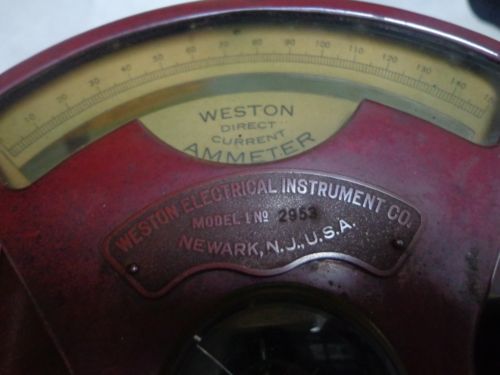 10 20 30 40 50 60 70 80 90 100 110 120 130 140
WESTON
DIRECT
CURRENT
AMMETER
WESTON ELECTRICAL INSTRUMENT CO.
MODEL 1 Nº 2953
NEWARK, N.J., U.S.A.